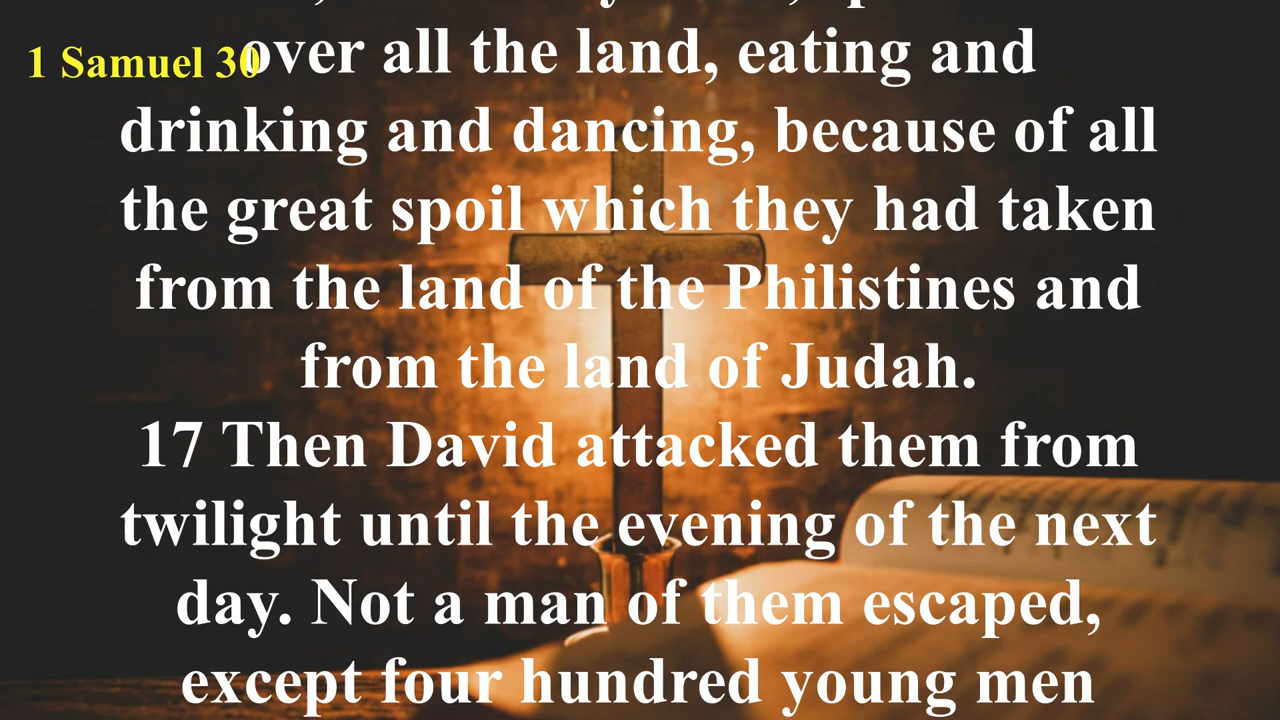 1 Samuel 30
over all the land, eating and
drinking and dancing, because of all
the great spoil which they had taken
from the land of the Philistines and
from the land of Judah.
17 Then David attacked them from
twilight until the evening of the next
day. Not a man of them escaped,
except four hundred young men